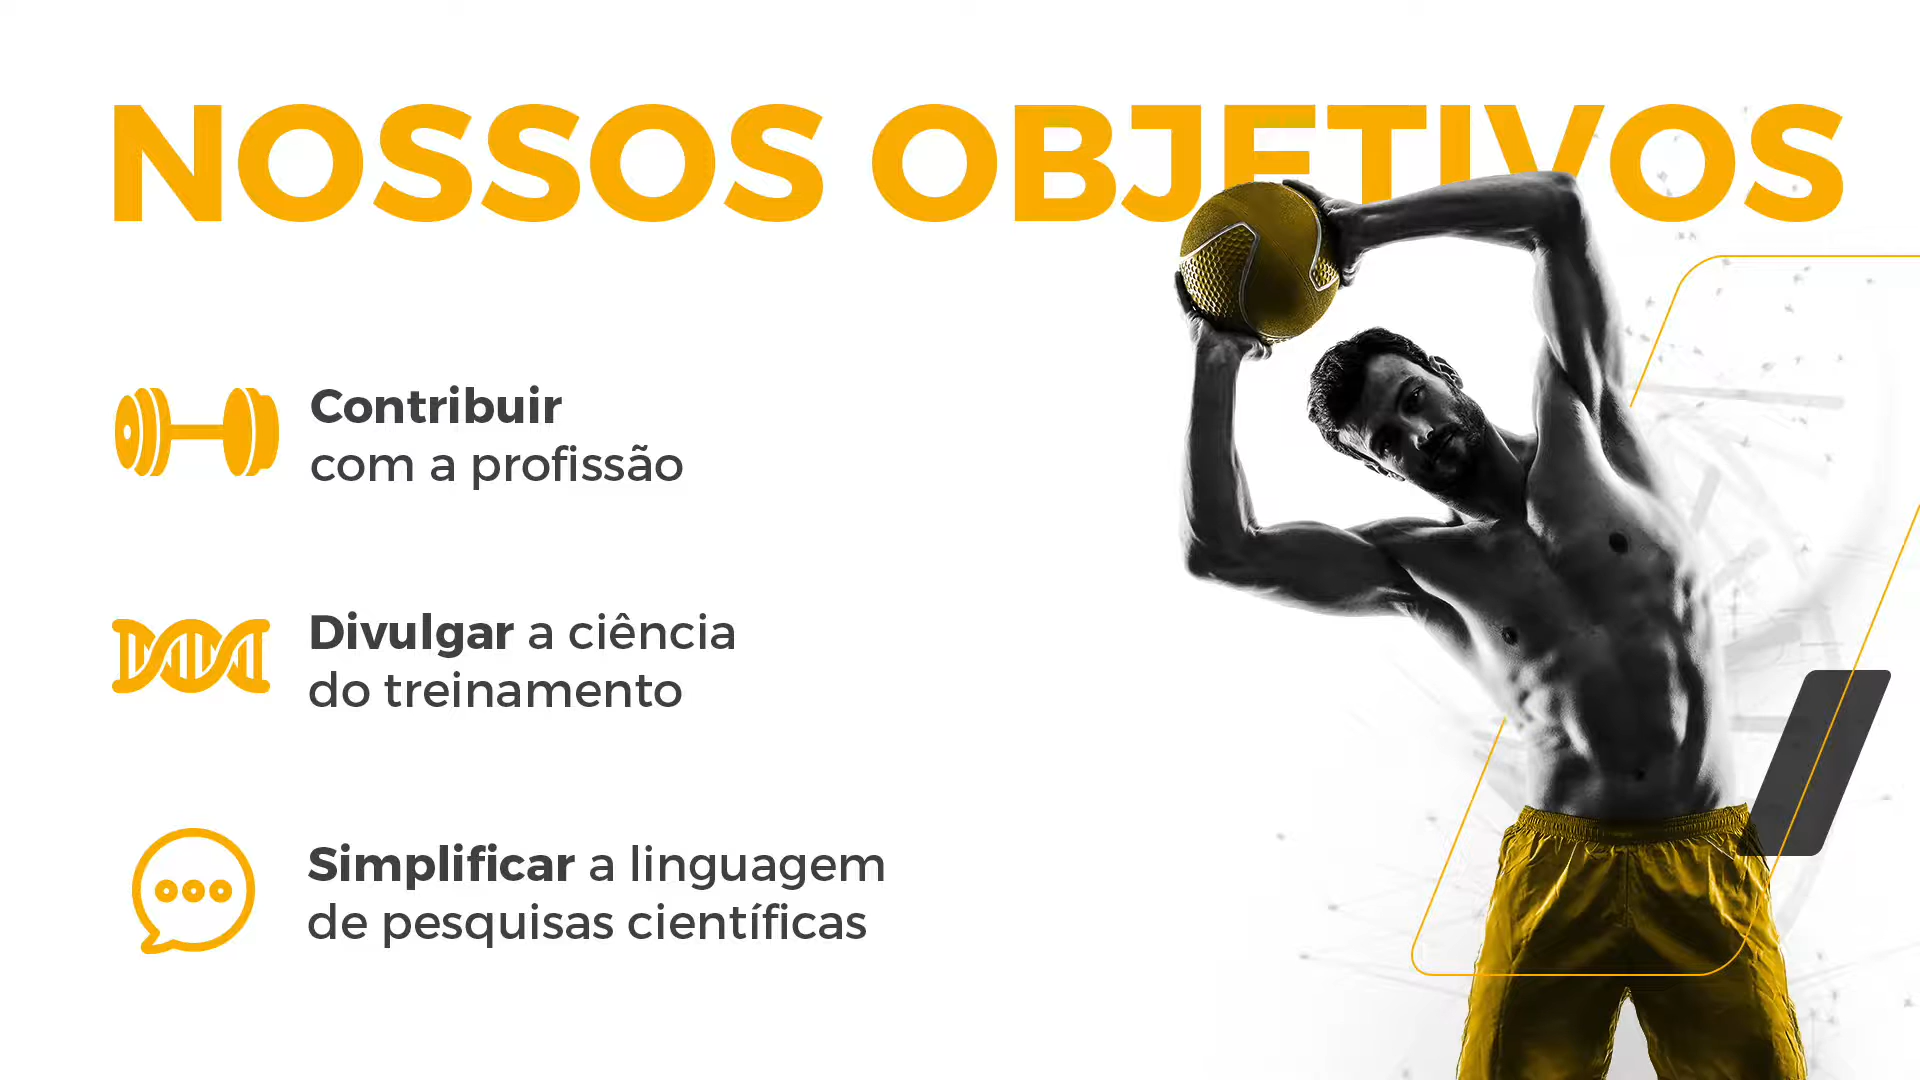 NOSSOS OBJETIVOS
Contribuir
com a profissão
Divulgar a ciência
do treinamento
Simplificar a linguagem
de pesquisas científicas